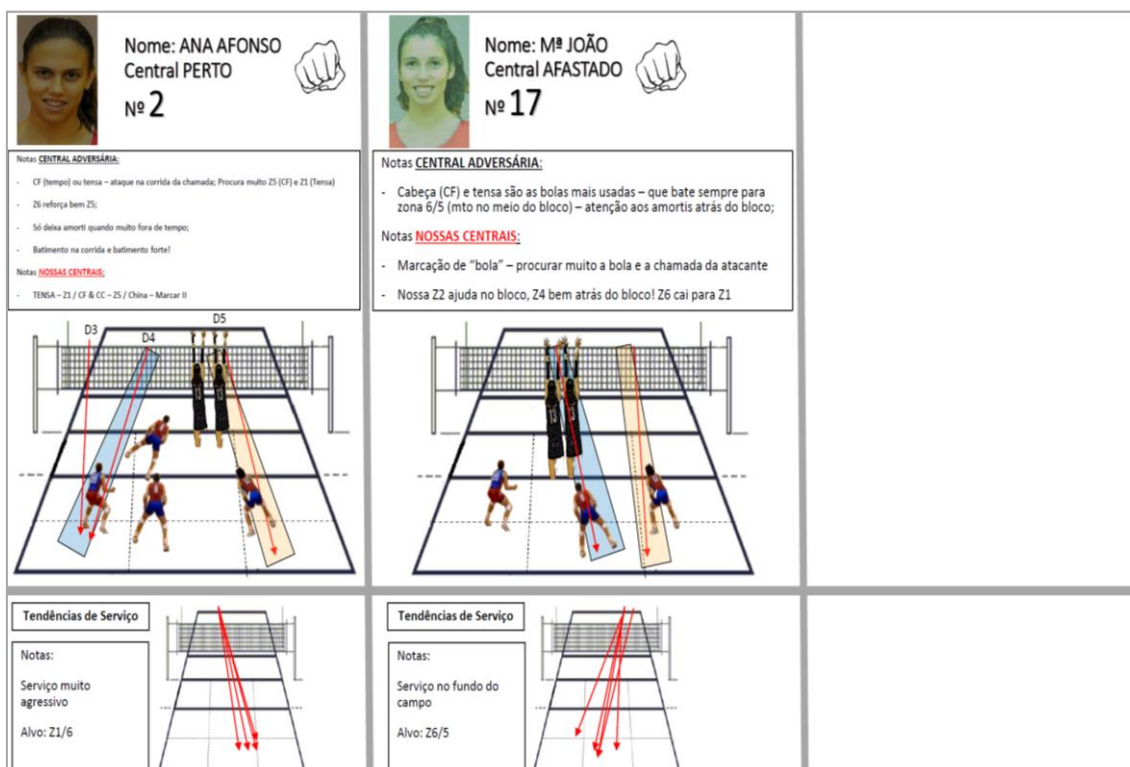 Nome: ANA AFONSO
Central PERTO
Nº 2
Notas CENTRAL ADVERSÁRIA:
- CF (tempo) ou tensa – ataque na corrida da chamada; Procura muito Z5 (CF) e Z1 (Tensa)
- Z6 reforça bem Z5;
- Só deixa amorti quando muito fora de tempo;
- Batimento na corrida e batimento forte!
Notas NOSSAS CENTRAIS:
- TENSA – Z1 / CF & CC – Z5 / China – Marcar II
D3
D4
D5
Tendências de Serviço
Notas:
Serviço muito
agressivo
Alvo: Z1/6
Nome: Mª JOÃO
Central AFASTADO
Nº 17
Notas CENTRAL ADVERSÁRIA:
- Cabeça (CF) e tensa são as bolas mais usadas – que bate sempre para
zona 6/5 (mto no meio do bloco) – atenção aos amortis atrás do bloco;
Notas NOSSAS CENTRAIS:
- Marcação de “bola” – procurar muito a bola e a chamada da atacante
- Nossa Z2 ajuda no bloco, Z4 bem atrás do bloco! Z6 cai para Z1
Tendências de Serviço
Notas:
Serviço no fundo do
campo
Alvo: Z6/5